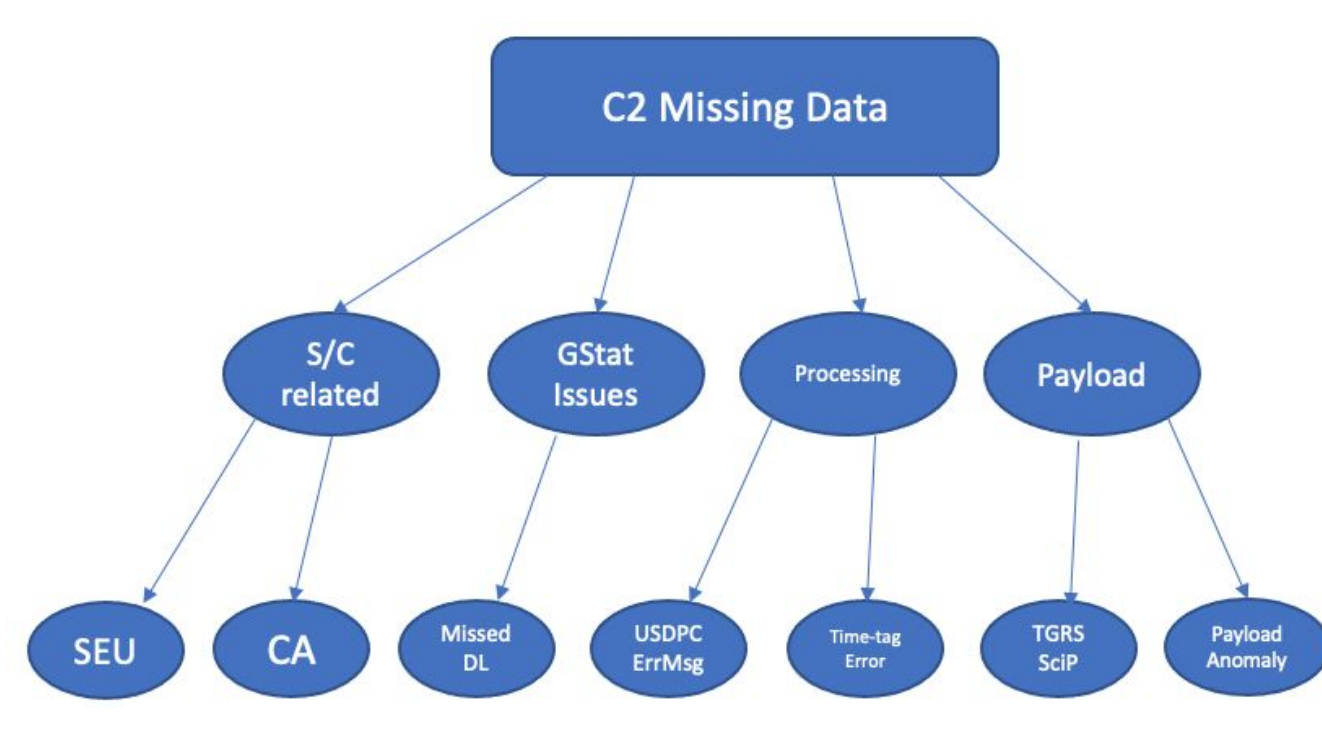 C2 Missing Data
S/C
related
GStat
Issues
Processing
Payload
SEU
CA
Missed
DL
USDPC
ErrMsg
Time-tag
Error
TGRS
SciP
Payload
Anomaly